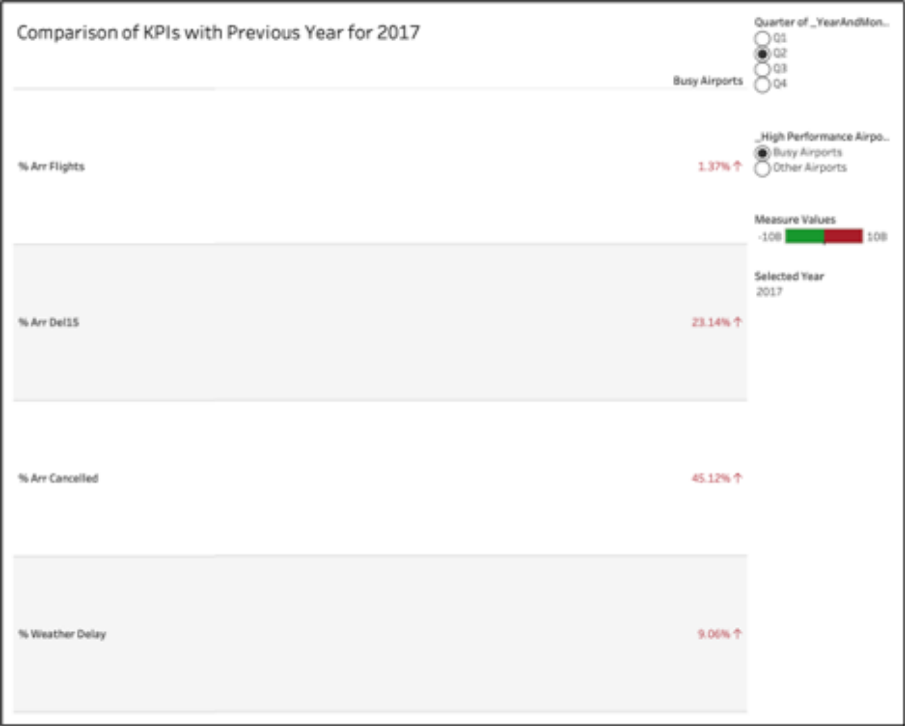 Comparison of KPIs with Previous Year for 2017
Busy Airports
% Arr Flights 1.37% ↑
% Arr Del15 23.14% ↑
% Arr Cancelled 45.12% ↑
% Weather Delay 9.06% ↑
Quarter of _YearAndMon..
Q1
Q2
Q3
Q4
_High Performance Airpo..
Busy Airports
Other Airports
Measure Values
-10B 10B
Selected Year
2017